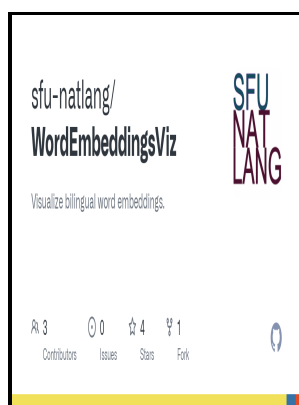 sfu-natlang/
WordEmbeddingsViz
SFU
NAT
LANG
Visualize bilingual word embeddings.
3
Contributors
0
Issues
4
Stars
1
Fork